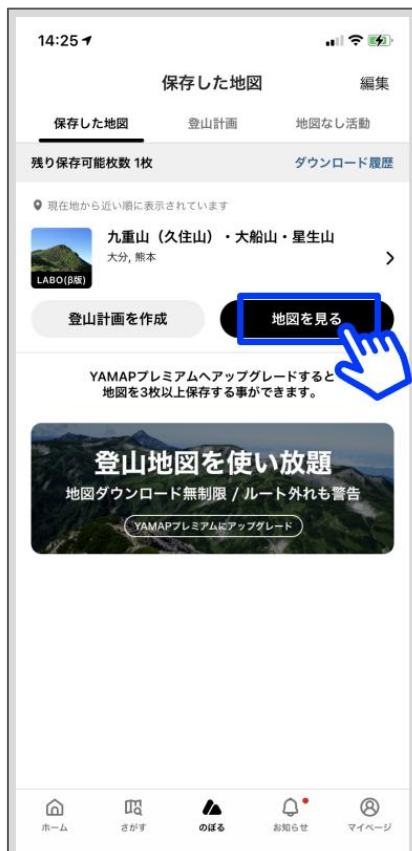 14:25
保存した地図
編集
保存した地図
登山計画
地図なし活動
残り保存可能枚数 1枚
ダウンロード履歴
現在地から近い順に表示されています
九重山（久住山）・大船山・星生山
大分, 熊本
LABO(β版)
登山計画を作成
地図を見る
YAMAPプレミアムへアップグレードすると
地図を3枚以上保存する事ができます。
登山地図を使い放題
地図ダウンロード無制限 / ルート外れも警告
YAMAPプレミアムにアップグレード
ホーム
さがす
のぼる
お知らせ
マイページ